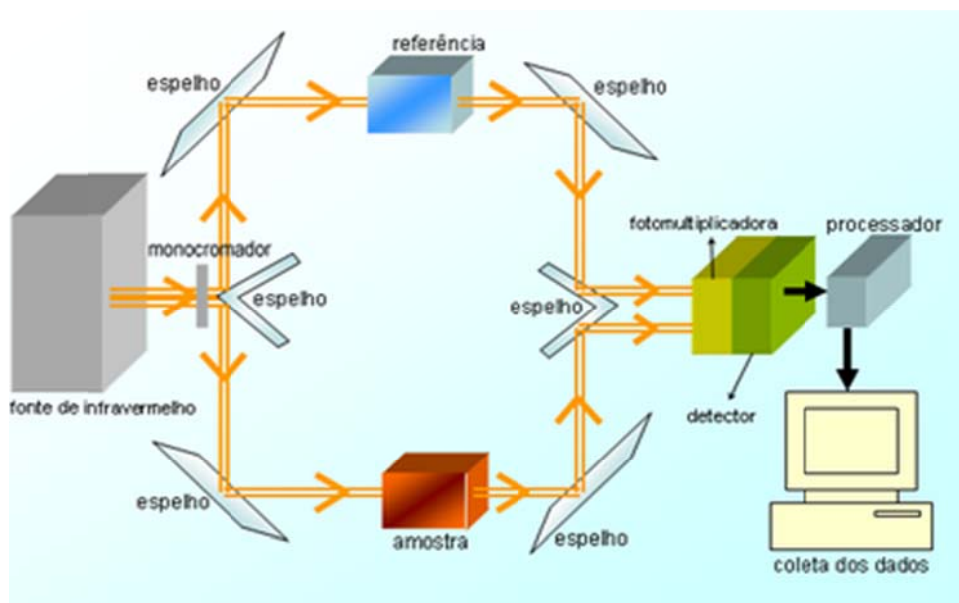 referência
espelho
espelho
fotomultiplicadora
processador
monocromador
espelho
espelho
fonte de infravermelho
detector
espelho
amostra
espelho
coleta dos dados